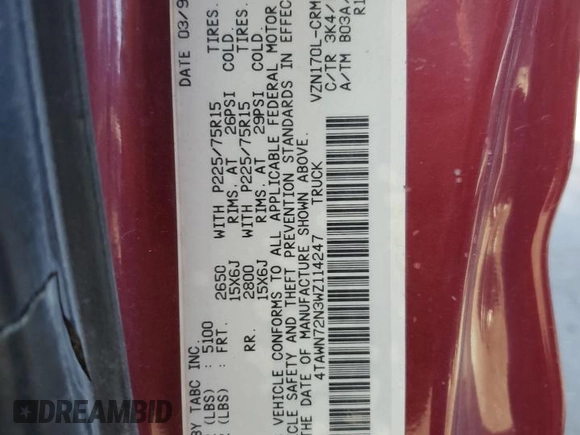 DATE 03/9
BY TABC INC.
(LBS) : 5100
(LBS) : FRT. 2650 WITH P225/75R15 TIRES.
15X6J RIMS. AT 26PSI COLD.
RR. 2800 WITH P225/75R15 TIRES.
15X6J RIMS. AT 29PSI COLD.
VEHICLE CONFORMS TO ALL APPLICABLE FEDERAL MOTOR
CLE SAFETY AND THEFT PREVENTION STANDARDS IN EFFEC
THE DATE OF MANUFACTURE SHOWN ABOVE.
4TAWN72N3WZ114247 TRUCK
VZN170L-CRM
C/TR 3K4/
A/TM B03A/
R1
DREAMBID